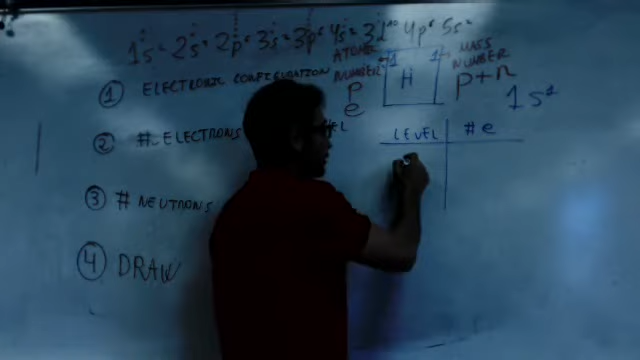 1s² 2s² 2p⁶ 3s² 3p⁶ 4s² 3d¹⁰ 4p⁶ 5s²
ATOMIC NUMBER
p
e
1 1
H
MASS NUMBER
p+n
1s¹
① ELECTRONIC CONFIGURATION
② # ELECTRONS
LEVEL # e
③ # NEUTRONS
④ DRAW